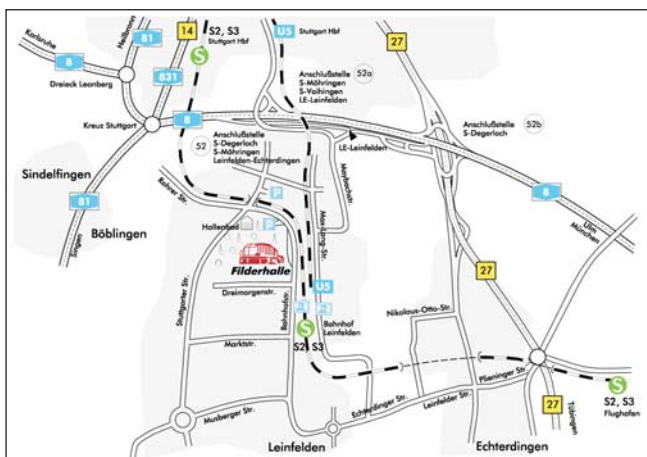 Karlsruhe
8
Dreieck Leonberg
Heilbronn
81
14
831
S2, S3
Stuttgart Hbf
S
U5
Stuttgart Hbf
27
Anschlußstelle
S-Möhringen
S-Vaihingen
LE-Leinfelden
52a
Kreuz Stuttgart
8
52
Anschlußstelle
S-Degerloch
S-Möhringen
Leinfelden-Echterdingen
LE-Leinfelden
Anschlußstelle
S-Degerloch
52b
Sindelfingen
81
Singen
Böblingen
Rohrer Str.
P
Hallenbad
P
Filderhalle
Maybachstr.
Max-Lang-Str.
8
Ulm
München
Dreimorgenstr.
Stuttgarter Str.
Bahnhofstr.
U5
Bahnhof
Leinfelden
S
S2, S3
Marktstr.
Nikolaus-Otto-Str.
27
Musberger Str.
Echterdinger Str.
Leinfelder Str.
Plieninger Str.
27
Tübingen
S
S2, S3
Flughafen
Leinfelden
Echterdingen